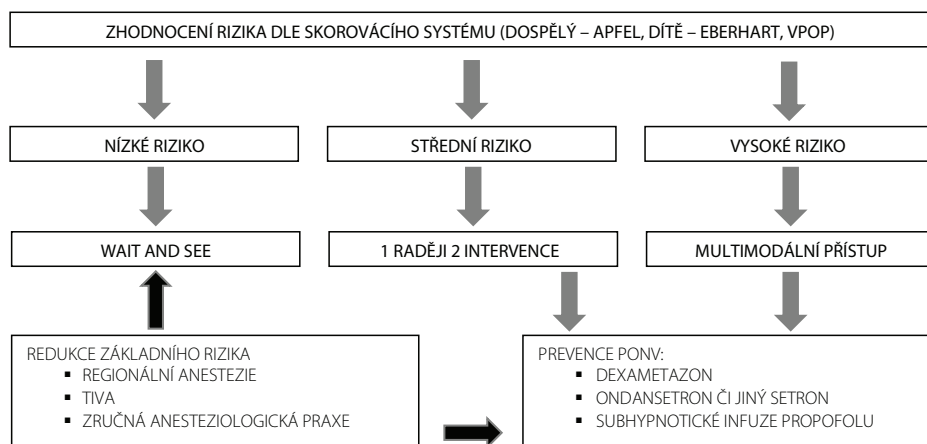 ZHODNOCENÍ RIZIKA DLE SKOROVÁCÍHO SYSTÉMU (DOSPĚLÝ – APFEL, DÍTĚ – EBERHART, VPOP)
NÍZKÉ RIZIKO
STŘEDNÍ RIZIKO
VYSOKÉ RIZIKO
WAIT AND SEE
1 RADĚJI 2 INTERVENCE
MULTIMODÁLNÍ PŘÍSTUP
REDUKCE ZÁKLADNÍHO RIZIKA
▪ REGIONÁLNÍ ANESTEZIE
▪ TIVA
▪ ZRUČNÁ ANESTEZIOLOGICKÁ PRAXE
PREVENCE PONV:
▪ DEXAMETAZON
▪ ONDANSETRON ČI JINÝ SETRON
▪ SUBHYPNOTICKÉ INFUZE PROPOFOLU